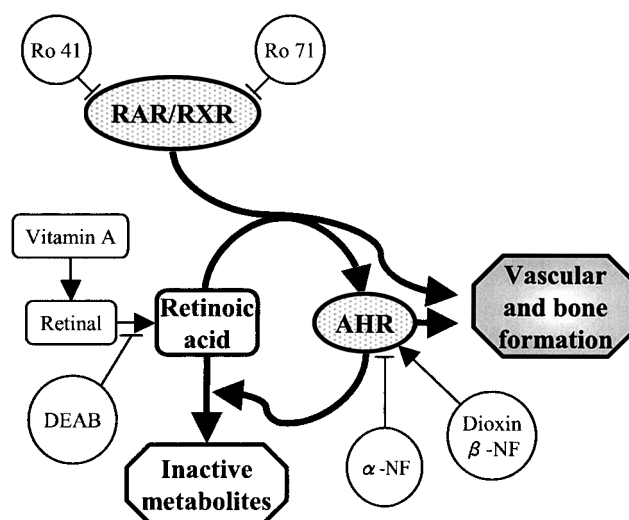 Ro 41
Ro 71
RAR/RXR
Vitamin A
Retinal
Retinoic
acid
AHR
Vascular
and bone
formation
DEAB
Inactive
metabolites
α-NF
Dioxin
β-NF